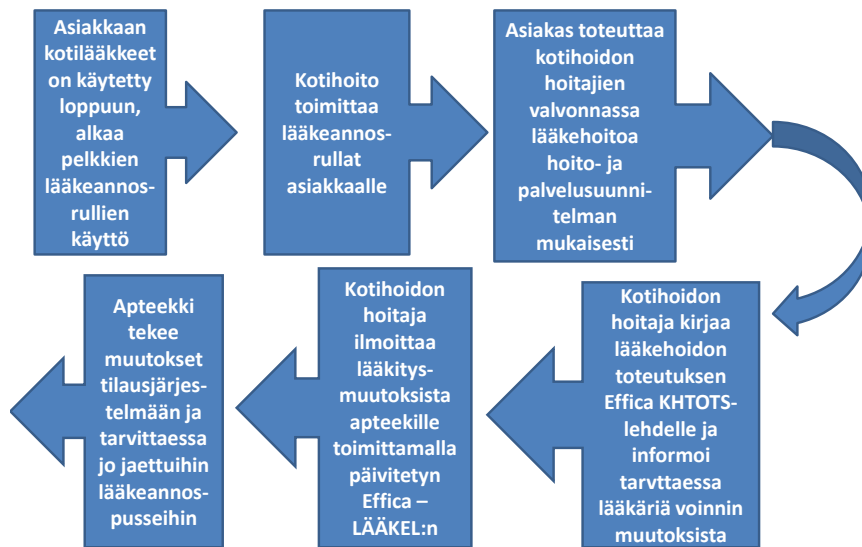 Asiakkaan
kotilääkkeet
on käytetty
loppuun,
alkaa
pelkkien
lääkeannos-
rullien
käyttö
Kotihoito
toimittaa
lääkeannos-
rullat
asiakkaalle
Asiakas toteuttaa
kotihoidon
hoitajien
valvonnassa
lääkehoitoa
hoito- ja
palvelusuunni-
telman
mukaisesti
Kotihoidon
hoitaja kirjaa
lääkehoidon
toteutuksen
Effica KHTOTS-
lehdelle ja
informoi
tarvttaessa
lääkäriä voinnin
muutoksista
Kotihoidon
hoitaja
ilmoittaa
lääkitys-
muutoksista
apteekille
toimittamalla
päivitetyn
Effica –
LÄÄKEL:n
Apteekki
tekee
muutokset
tilausjärjes-
telmään ja
tarvittaessa
jo jaettuihin
lääkeannos-
pusseihin